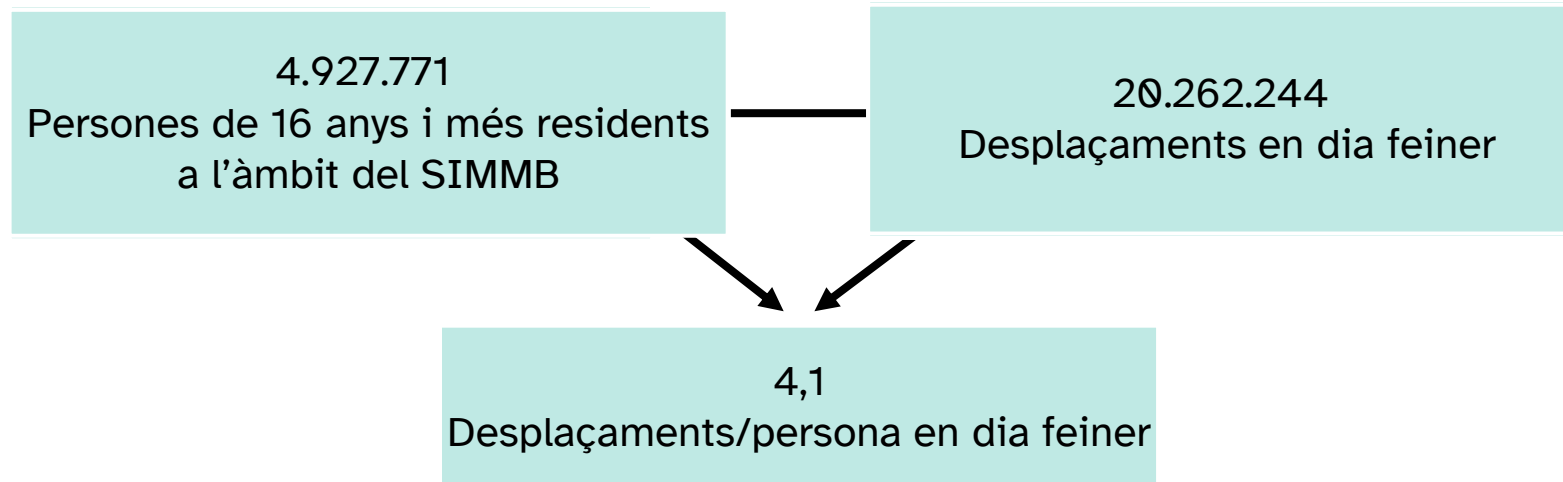 4.927.771
Persones de 16 anys i més residents
a l’àmbit del SIMMB
20.262.244
Desplaçaments en dia feiner
4,1
Desplaçaments/persona en dia feiner